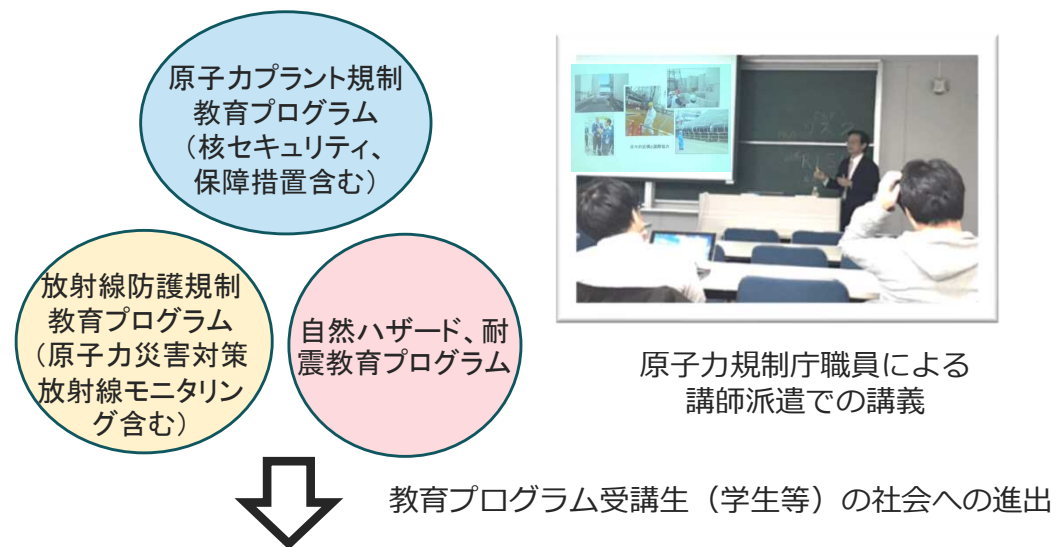 原子力プラント規制
教育プログラム
（核セキュリティ、
保障措置含む）
放射線防護規制
教育プログラム
（原子力災害対策
放射線モニタリン
グ含む）
自然ハザード、耐
震教育プログラム
原子力規制庁職員による
講師派遣での講義
教育プログラム受講生（学生等）の社会への進出